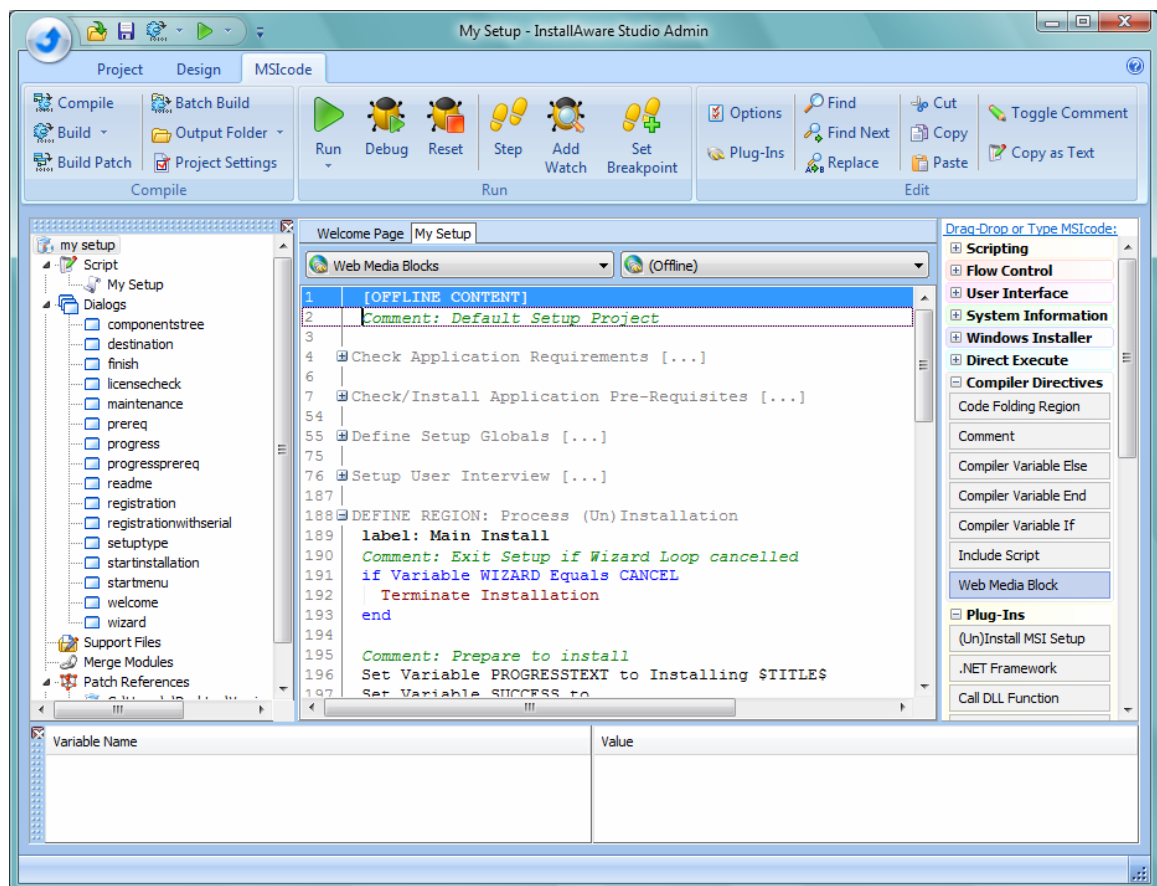 My Setup - InstallAware Studio Admin
Project Design MSIcode
Compile
Build
Build Patch
Batch Build
Output Folder
Project Settings
Compile
Run
Debug
Reset
Step
Add Watch
Set Breakpoint
Run
Options
Plug-Ins
Find
Find Next
Replace
Cut
Copy
Paste
Toggle Comment
Copy as Text
Edit
my setup
Script
My Setup
Dialogs
componentstree
destination
finish
licensecheck
maintenance
prereq
progress
progressprereq
readme
registration
registrationwithserial
setuptype
startinstallation
startmenu
welcome
wizard
Support Files
Merge Modules
Patch References
Welcome Page My Setup
Web Media Blocks (Offline)
1 [OFFLINE CONTENT]
2 Comment: Default Setup Project
3
4 Check Application Requirements [...]
6
7 Check/Install Application Pre-Requisites [...]
54
55 Define Setup Globals [...]
75
76 Setup User Interview [...]
187
188 DEFINE REGION: Process (Un)Installation
189 label: Main Install
190 Comment: Exit Setup if Wizard Loop cancelled
191 if Variable WIZARD Equals CANCEL
192 Terminate Installation
193 end
194
195 Comment: Prepare to install
196 Set Variable PROGRESSTEXT to Installing $TITLE$
197 Set Variable SUCCESS to
Drag-Drop or Type MSIcode:
Scripting
Flow Control
User Interface
System Information
Windows Installer
Direct Execute
Compiler Directives
Code Folding Region
Comment
Compiler Variable Else
Compiler Variable End
Compiler Variable If
Include Script
Web Media Block
Plug-Ins
(Un)Install MSI Setup
.NET Framework
Call DLL Function
Variable Name Value